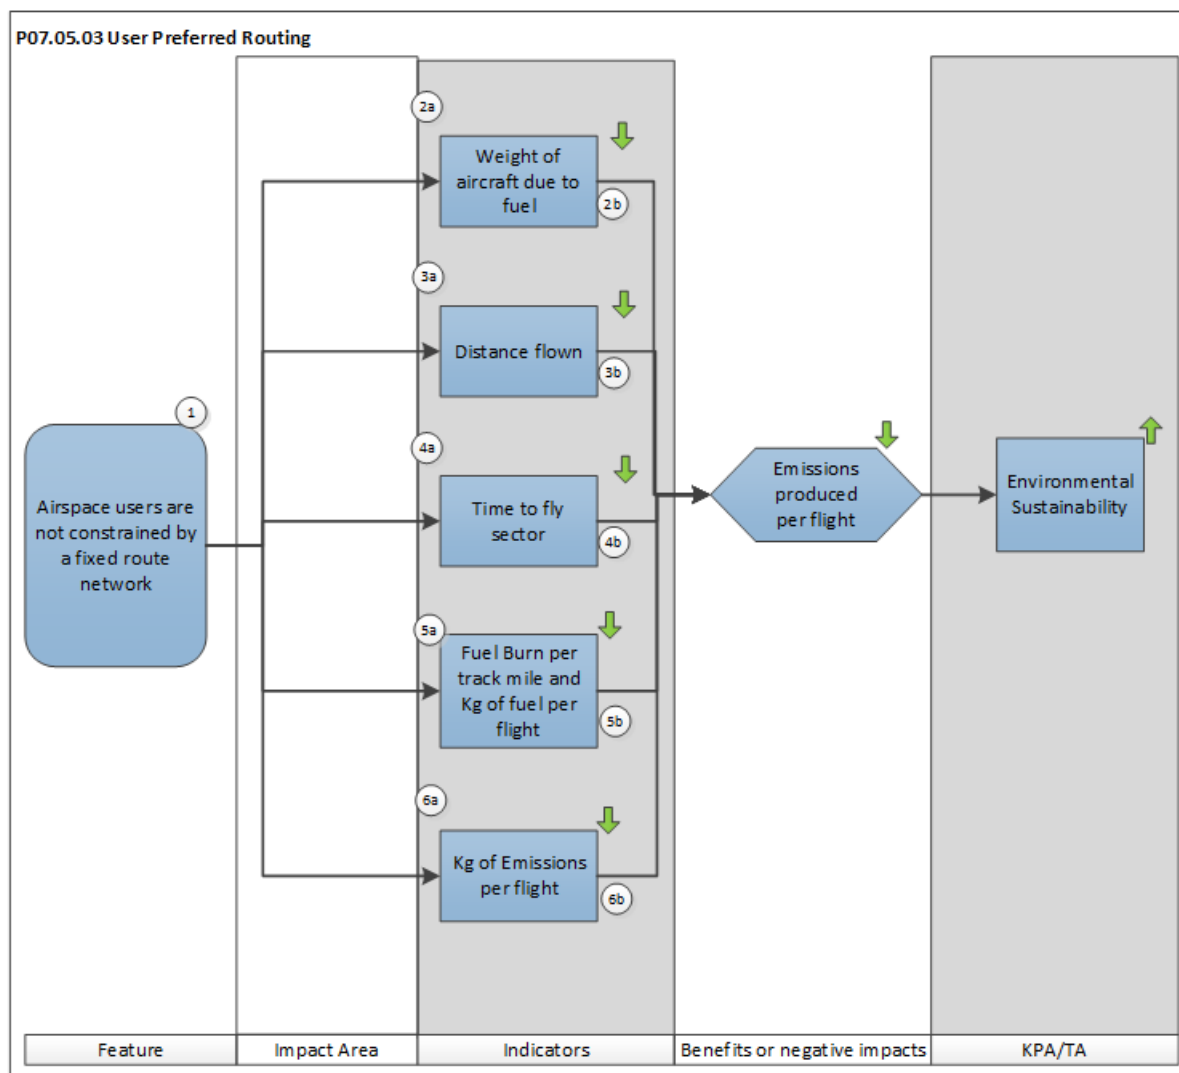 P07.05.03 User Preferred Routing
1
Airspace users are
not constrained by
a fixed route
network
2a
Weight of
aircraft due to
fuel
2b
3a
Distance flown
3b
4a
Time to fly
sector
4b
5a
Fuel Burn per
track mile and
Kg of fuel per
flight
5b
6a
Kg of Emissions
per flight
6b
Emissions
produced
per flight
Environmental
Sustainability
Feature
Impact Area
Indicators
Benefits or negative impacts
KPA/TA